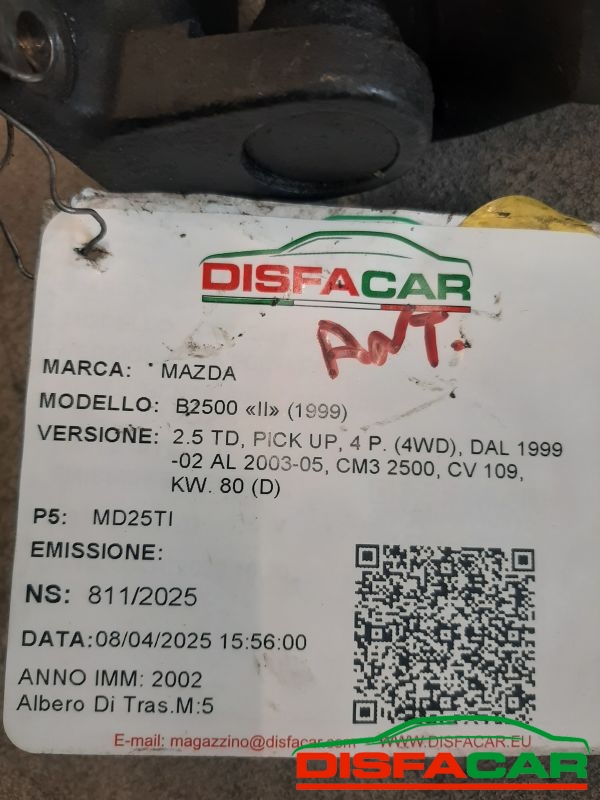 DISFACAR
ANT.
MARCA: MAZDA
MODELLO: B2500 «II» (1999)
VERSIONE: 2.5 TD, PICK UP, 4 P. (4WD), DAL 1999
-02 AL 2003-05, CM3 2500, CV 109,
KW. 80 (D)
P5: MD25TI
EMISSIONE:
NS: 811/2025
DATA:08/04/2025 15:56:00
ANNO IMM: 2002
Albero Di Tras.M:5
E-mail: magazzino@disfacar.com - WWW.DISFACAR.EU
DISFACAR